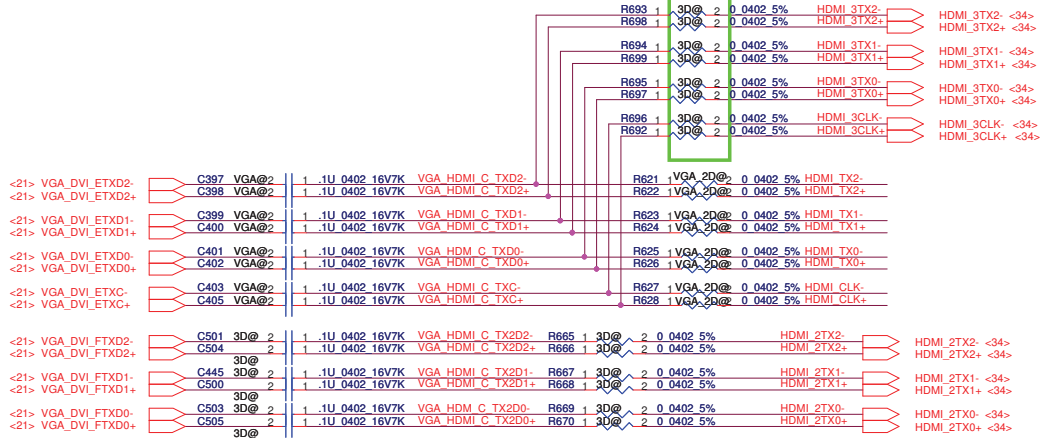 R693 1 3D@ 2 0_0402_5% HDMI_3TX2- HDMI_3TX2- <34>
R698 1 3D@ 2 0_0402_5% HDMI_3TX2+ HDMI_3TX2+ <34>
R694 1 3D@ 2 0_0402_5% HDMI_3TX1- HDMI_3TX1- <34>
R699 1 3D@ 2 0_0402_5% HDMI_3TX1+ HDMI_3TX1+ <34>
R695 1 3D@ 2 0_0402_5% HDMI_3TX0- HDMI_3TX0- <34>
R697 1 3D@ 2 0_0402_5% HDMI_3TX0+ HDMI_3TX0+ <34>
R696 1 3D@ 2 0_0402_5% HDMI_3CLK- HDMI_3CLK- <34>
R692 1 3D@ 2 0_0402_5% HDMI_3CLK+ HDMI_3CLK+ <34>
<21> VGA_DVI_ETXD2- C397 VGA@2 1 .1U_0402_16V7K VGA_HDMI_C_TXD2- R621 1 VGA_2D@2 0_0402_5% HDMI_TX2-
<21> VGA_DVI_ETXD2+ C398 VGA@2 1 .1U_0402_16V7K VGA_HDMI_C_TXD2+ R622 1 VGA_2D@2 0_0402_5% HDMI_TX2+
<21> VGA_DVI_ETXD1- C399 VGA@2 1 .1U_0402_16V7K VGA_HDMI_C_TXD1- R623 1 VGA_2D@2 0_0402_5% HDMI_TX1-
<21> VGA_DVI_ETXD1+ C400 VGA@2 1 .1U_0402_16V7K VGA_HDMI_C_TXD1+ R624 1 VGA_2D@2 0_0402_5% HDMI_TX1+
<21> VGA_DVI_ETXD0- C401 VGA@2 1 .1U_0402_16V7K VGA_HDMI_C_TXD0- R625 1 VGA_2D@2 0_0402_5% HDMI_TX0-
<21> VGA_DVI_ETXD0+ C402 VGA@2 1 .1U_0402_16V7K VGA_HDMI_C_TXD0+ R626 1 VGA_2D@2 0_0402_5% HDMI_TX0+
<21> VGA_DVI_ETXC- C403 VGA@2 1 .1U_0402_16V7K VGA_HDMI_C_TXC- R627 1 VGA_2D@2 0_0402_5% HDMI_CLK-
<21> VGA_DVI_ETXC+ C405 VGA@2 1 .1U_0402_16V7K VGA_HDMI_C_TXC+ R628 1 VGA_2D@2 0_0402_5% HDMI_CLK+
<21> VGA_DVI_FTXD2- C501 3D@ 2 1 .1U_0402_16V7K VGA_HDMI_C_TX2D2- R665 1 3D@ 2 0_0402_5% HDMI_2TX2- HDMI_2TX2- <34>
<21> VGA_DVI_FTXD2+ C504 2 1 .1U_0402_16V7K VGA_HDMI_C_TX2D2+ R666 1 3D@ 2 0_0402_5% HDMI_2TX2+ HDMI_2TX2+ <34>
3D@
<21> VGA_DVI_FTXD1- C445 3D@ 2 1 .1U_0402_16V7K VGA_HDMI_C_TX2D1- R667 1 3D@ 2 0_0402_5% HDMI_2TX1- HDMI_2TX1- <34>
<21> VGA_DVI_FTXD1+ C500 2 1 .1U_0402_16V7K VGA_HDMI_C_TX2D1+ R668 1 3D@ 2 0_0402_5% HDMI_2TX1+ HDMI_2TX1+ <34>
3D@
<21> VGA_DVI_FTXD0- C503 3D@ 2 1 .1U_0402_16V7K VGA_HDM_C_TX2D0- R669 1 3D@ 2 0_0402_5% HDMI_2TX0- HDMI_2TX0- <34>
<21> VGA_DVI_FTXD0+ C505 2 1 .1U_0402_16V7K VGA_HDMI_C_TX2D0+ R670 1 3D@ 2 0_0402_5% HDMI_2TX0+ HDMI_2TX0+ <34>
3D@